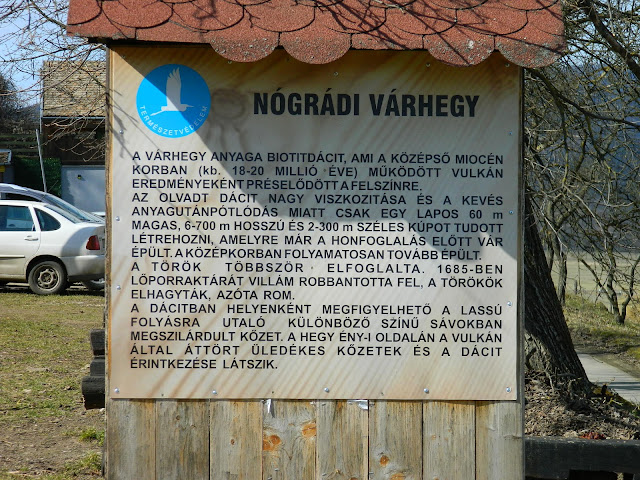 TERMÉSZETVÉDELEM
NÓGRÁDI VÁRHEGY
A VÁRHEGY ANYAGA BIOTITDÁCIT, AMI A KÖZÉPSŐ MIOCÉN
KORBAN (kb. 18-20 MILLIÓ ÉVE) MŰKÖDÖTT VULKÁN
EREDMÉNYEKÉNT PRÉSELŐDÖTT A FELSZÍNRE.
AZ OLVADT DÁCIT NAGY VISZKOZITÁSA ÉS A KEVÉS
ANYAGUTÁNPÓTLÓDÁS MIATT CSAK EGY LAPOS 60 m
MAGAS, 6-700 m HOSSZÚ ÉS 2-300 m SZÉLES KÚPOT TUDOTT
LÉTREHOZNI, AMELYRE MÁR A HONFOGLALÁS ELŐTT VÁR
ÉPÜLT. A KÖZÉPKORBAN FOLYAMATOSAN TOVÁBB ÉPÜLT.
A TÖRÖK TÖBBSZÖR ELFOGLALTA. 1685-BEN
LŐPORRAKTÁRÁT VILLÁM ROBBANTOTTA FEL, A TÖRÖKÖK
ELHAGYTÁK, AZÓTA ROM.
A DÁCITBAN HELYENKÉNT MEGFIGYELHETŐ A LASSÚ
FOLYÁSRA UTALÓ KÜLÖNBÖZŐ SZÍNŰ SÁVOKBAN
MEGSZILÁRDULT KŐZET. A HEGY ÉNY-I OLDALÁN A VULKÁN
ÁLTAL ÁTTÖRT ÜLEDÉKES KŐZETEK ÉS A DÁCIT
ÉRINTKEZÉSE LÁTSZIK.